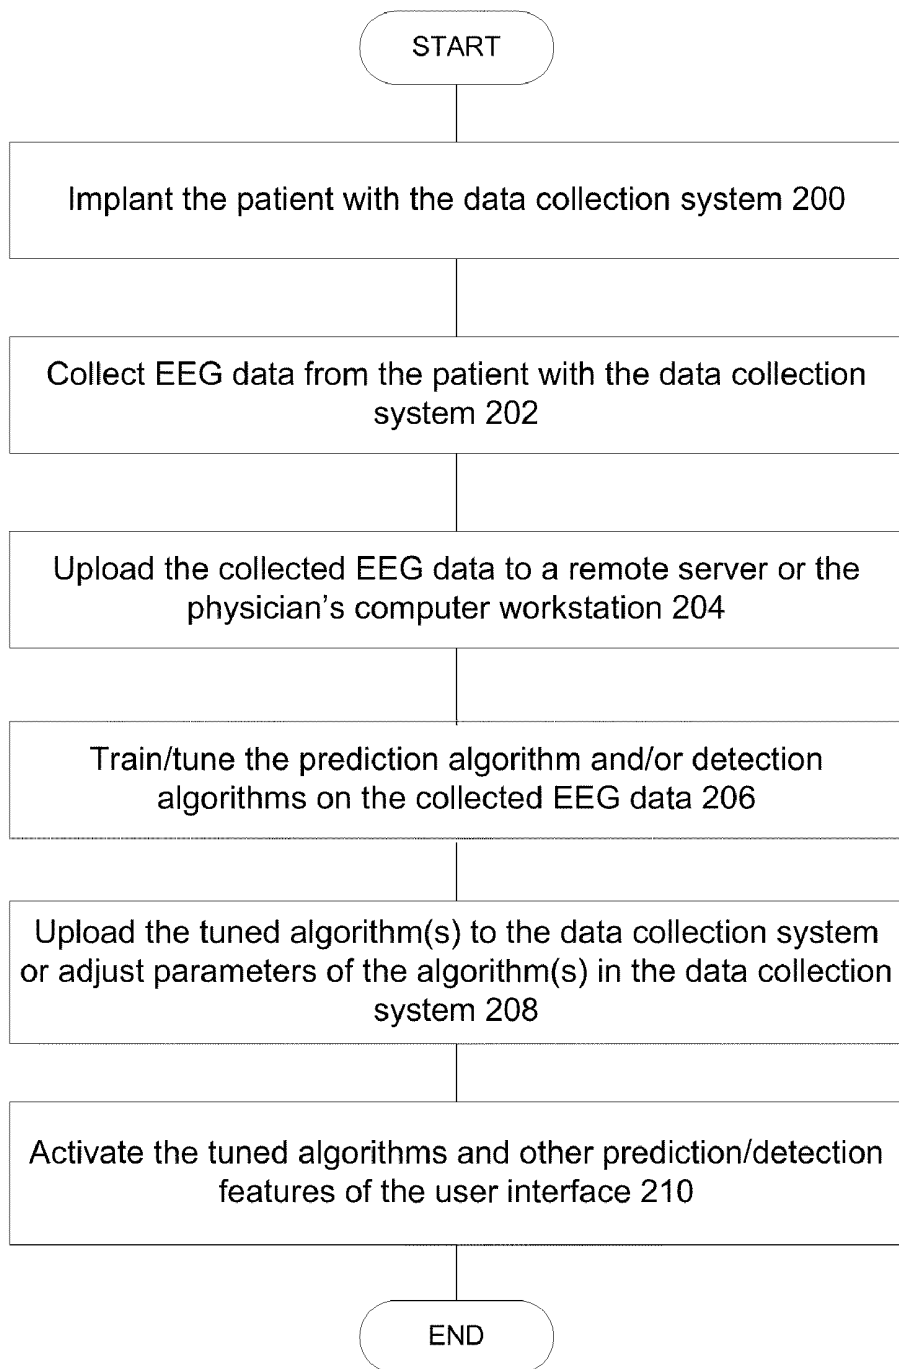 START
Implant the patient with the data collection system 200
Collect EEG data from the patient with the data collection
system 202
Upload the collected EEG data to a remote server or the
physician’s computer workstation 204
Train/tune the prediction algorithm and/or detection
algorithms on the collected EEG data 206
Upload the tuned algorithm(s) to the data collection system
or adjust parameters of the algorithm(s) in the data collection
system 208
Activate the tuned algorithms and other prediction/detection
features of the user interface 210
END